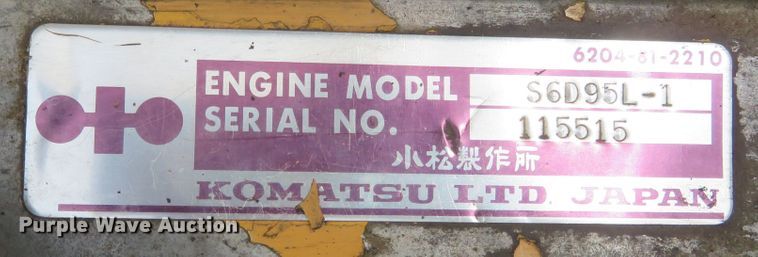 6204-81-2210
ENGINE MODEL S6D95L-1
SERIAL NO. 115515
小松製作所
KOMATSU LTD. JAPAN
Purple Wave Auction